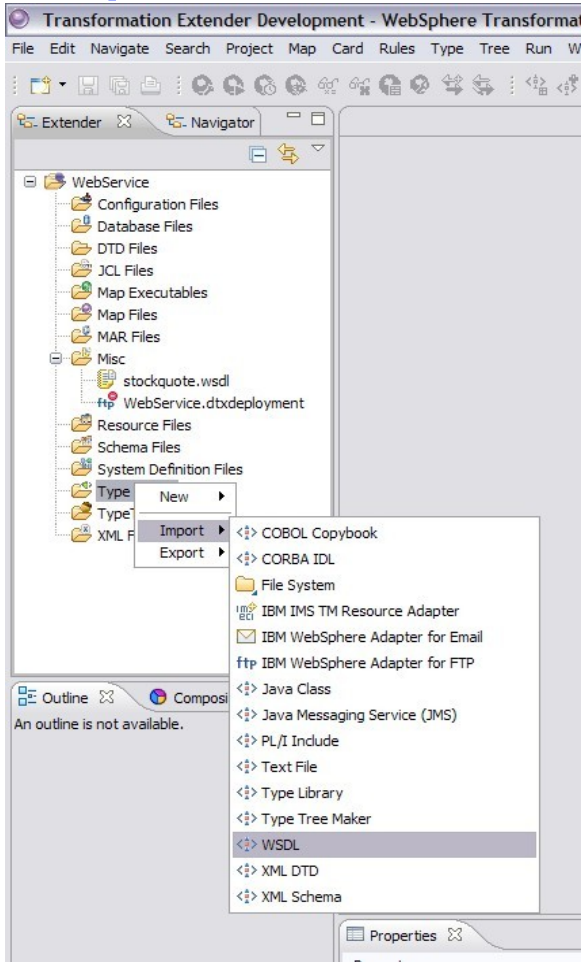 Transformation Extender Development - WebSphere Transformat
File Edit Navigate Search Project Map Card Rules Type Tree Run W
Extender Navigator
WebService
Configuration Files
Database Files
DTD Files
JCL Files
Map Executables
Map Files
MAR Files
Misc
stockquote.wsdl
ftp WebService.dtxdeployment
Resource Files
Schema Files
System Definition Files
Type
New
TypeT
Import
XML F
Export
COBOL Copybook
CORBA IDL
File System
IBM IMS TM Resource Adapter
IBM WebSphere Adapter for Email
ftp IBM WebSphere Adapter for FTP
Java Class
Java Messaging Service (JMS)
PL/I Include
Text File
Type Library
Type Tree Maker
WSDL
XML DTD
XML Schema
Outline Composi
An outline is not available.
Properties